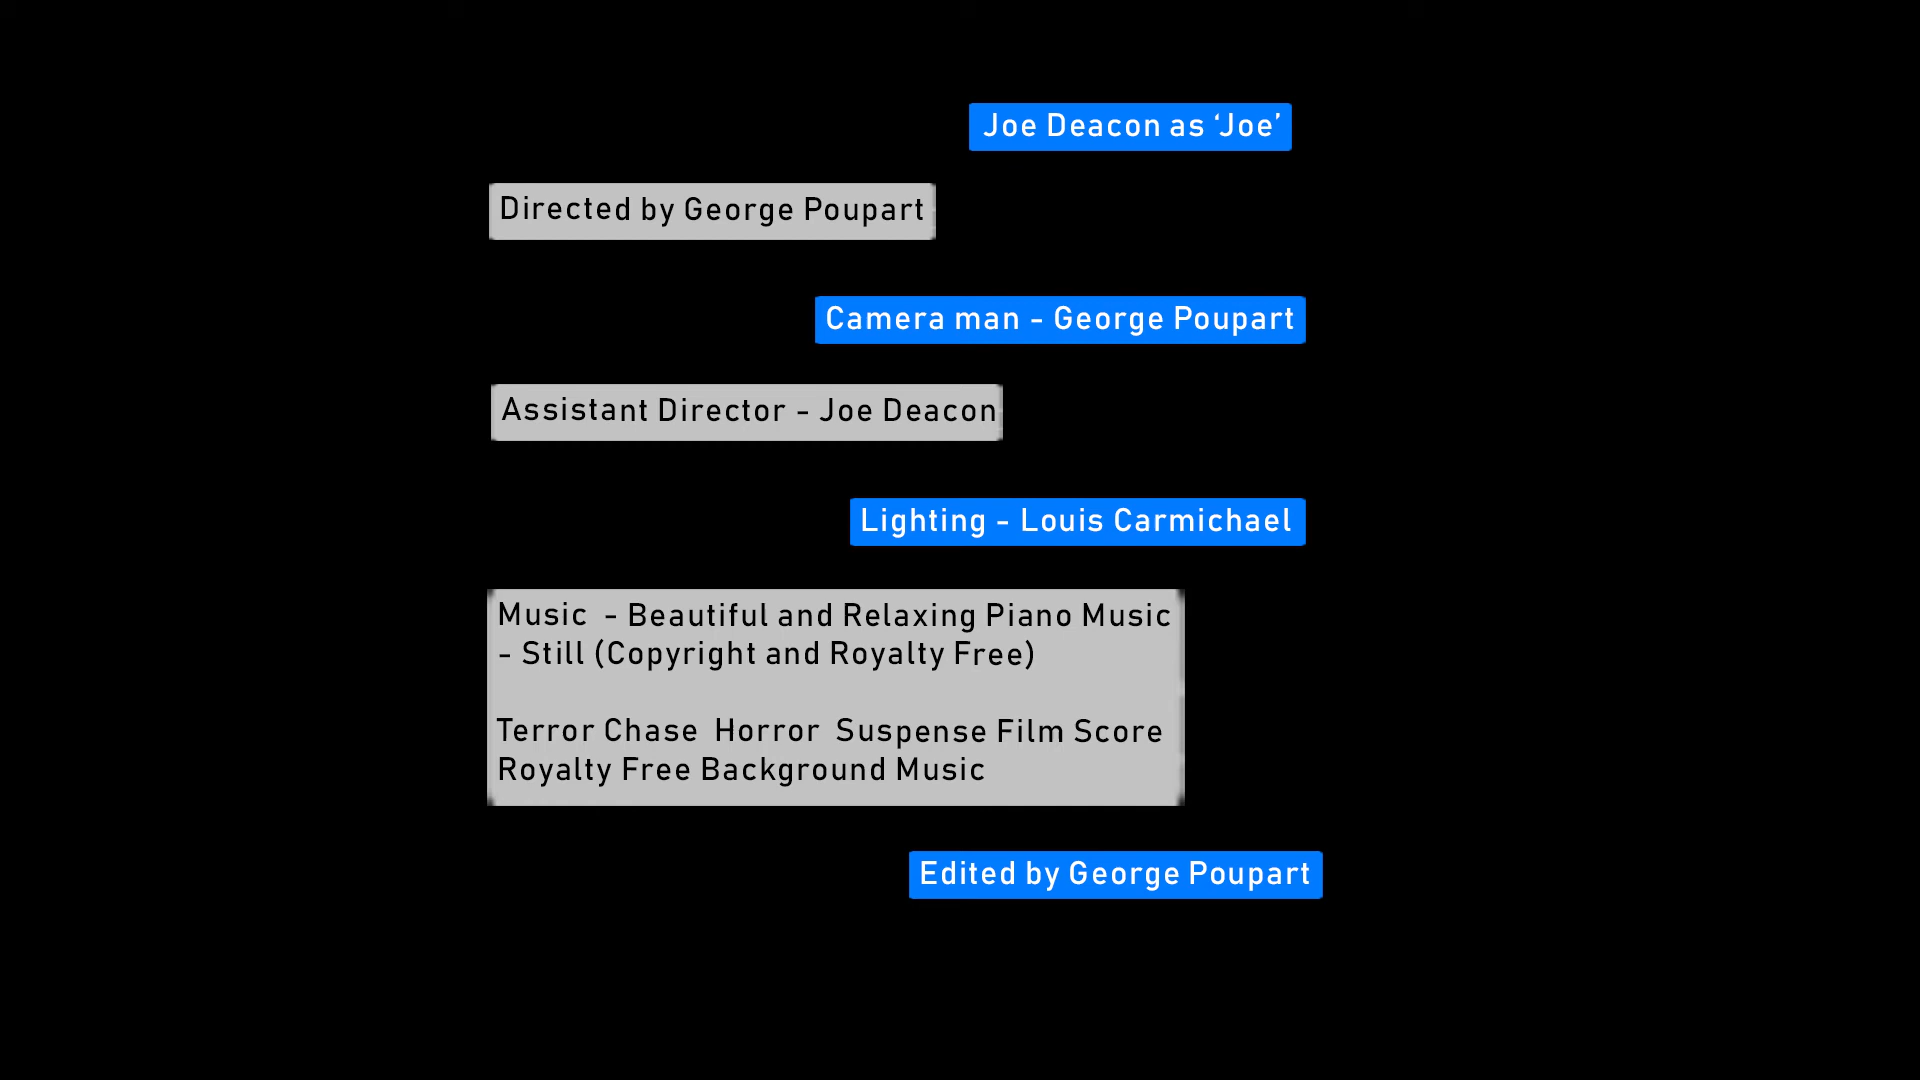 Joe Deacon as ‘Joe’
Directed by George Poupart
Camera man - George Poupart
Assistant Director - Joe Deacon
Lighting - Louis Carmichael
Music  - Beautiful and Relaxing Piano Music
- Still (Copyright and Royalty Free)
Terror Chase  Horror  Suspense Film Score
Royalty Free Background Music
Edited by George Poupart